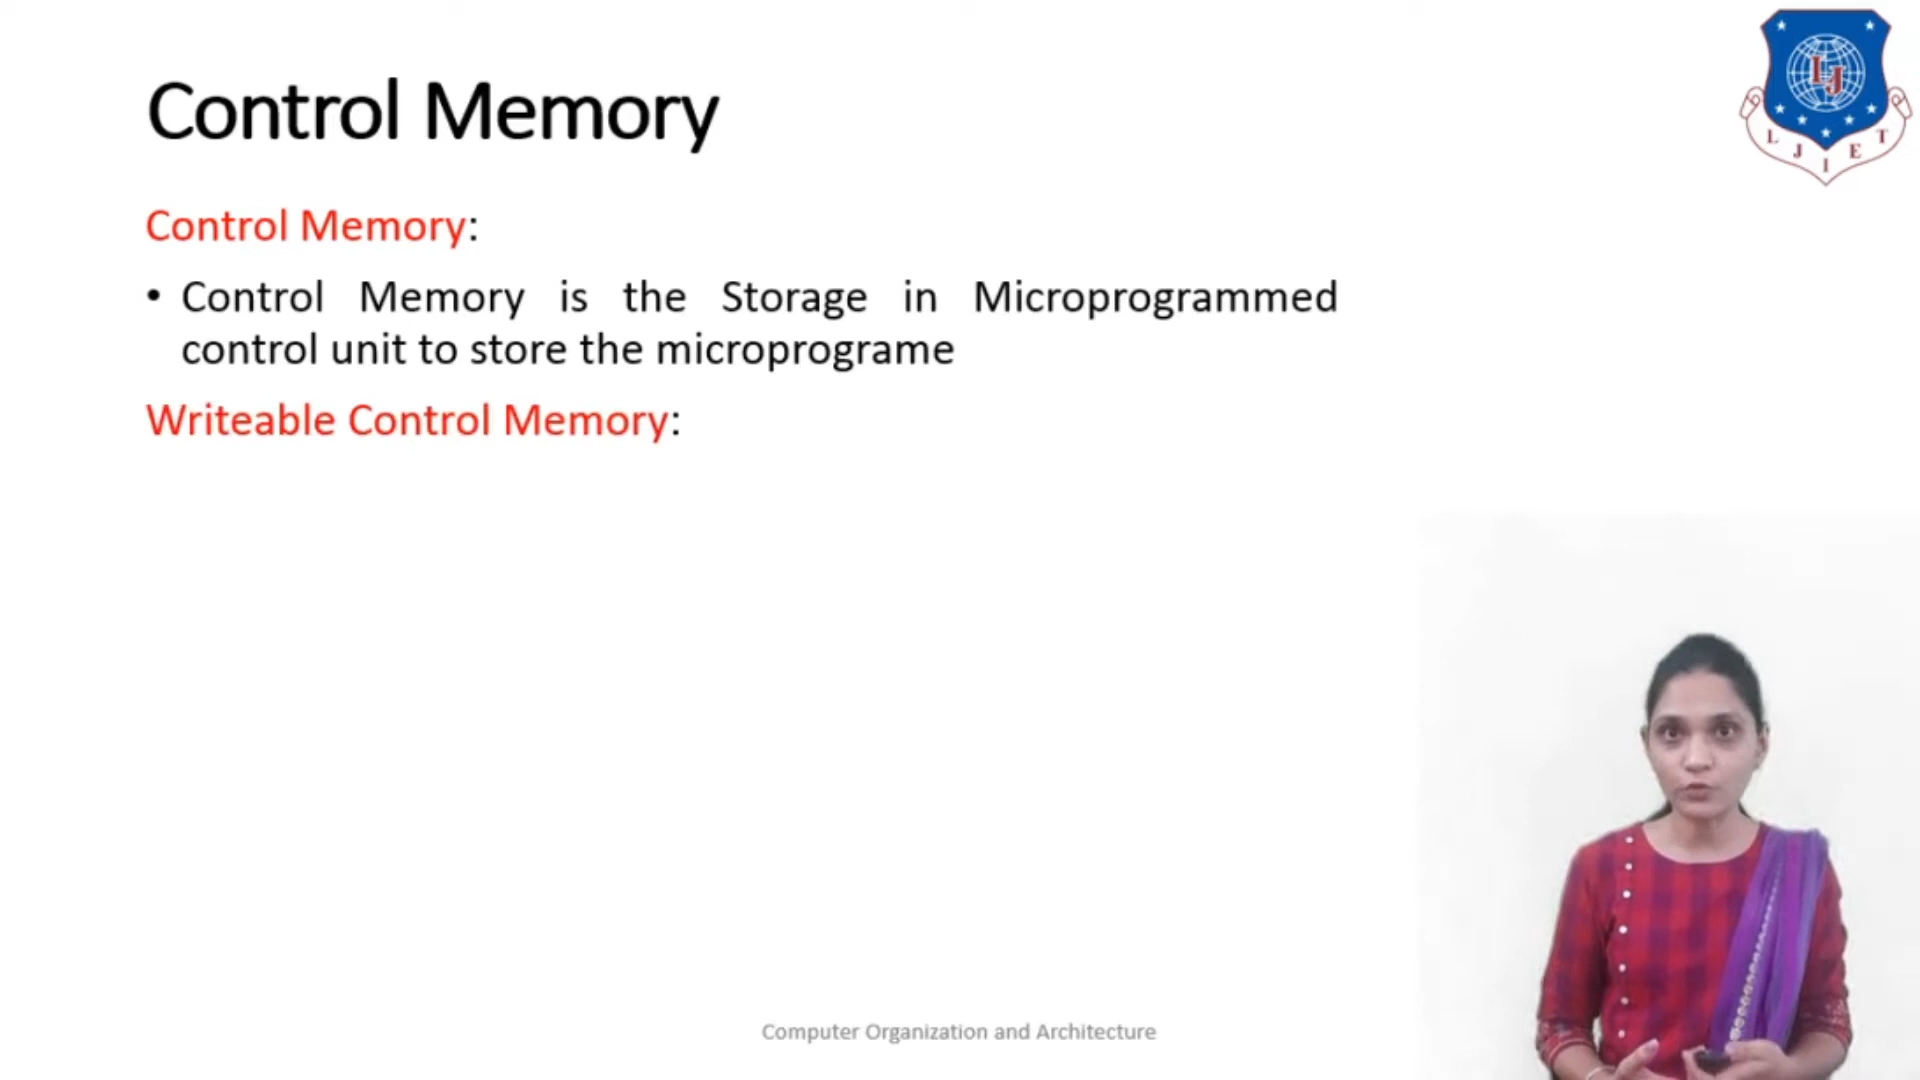 Control Memory
Control Memory:
• Control Memory is the Storage in Microprogrammed
control unit to store the microprograme
Writeable Control Memory:
Computer Organization and Architecture
LJ
L J I E T